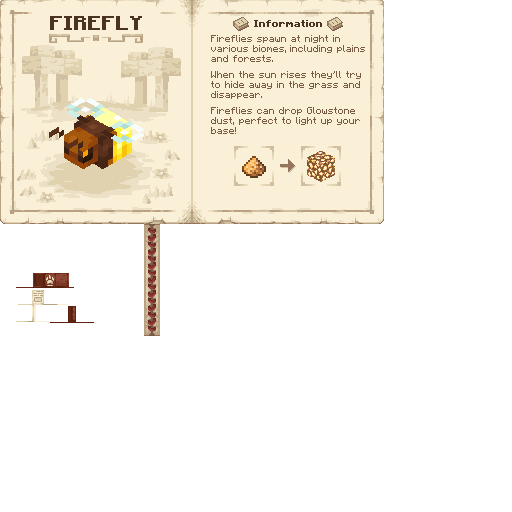 FIREFLY
Information
Fireflies spawn at night in
various biomes, including plains
and forests.
When the sun rises they'll try
to hide away in the grass and
disappear.
Fireflies can drop Glowstone
dust, perfect to light up your
base!